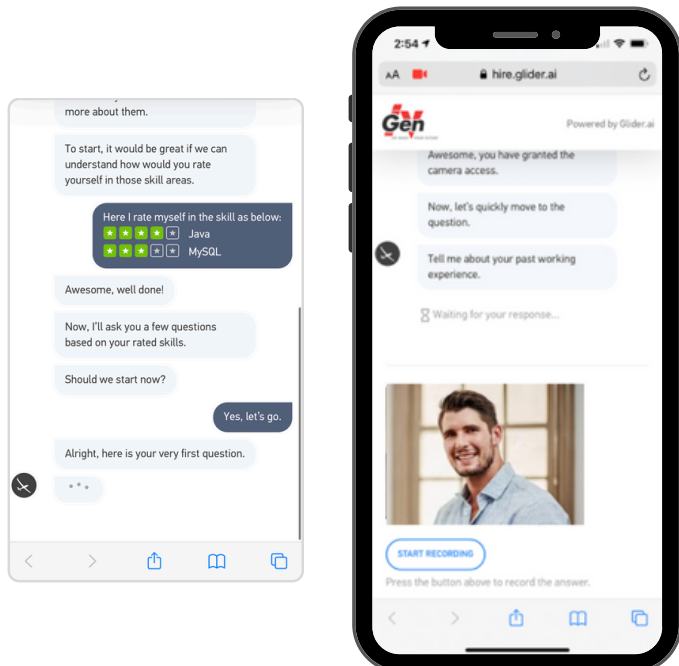 more about them.
To start, it would be great if we can
understand how would you rate
yourself in those skill areas.
Here I rate myself in the skill as below:
Java
MySQL
Awesome, well done!
Now, I'll ask you a few questions
based on your rated skills.
Should we start now?
Yes, let's go.
Alright, here is your very first question.
2:54
AA
hire.glider.ai
Gen
Powered by Glider.ai
Awesome, you have granted the
camera access.
Now, let's quickly move to the
question.
Tell me about your past working
experience.
Waiting for your response...
START RECORDING
Press the button above to record the answer.